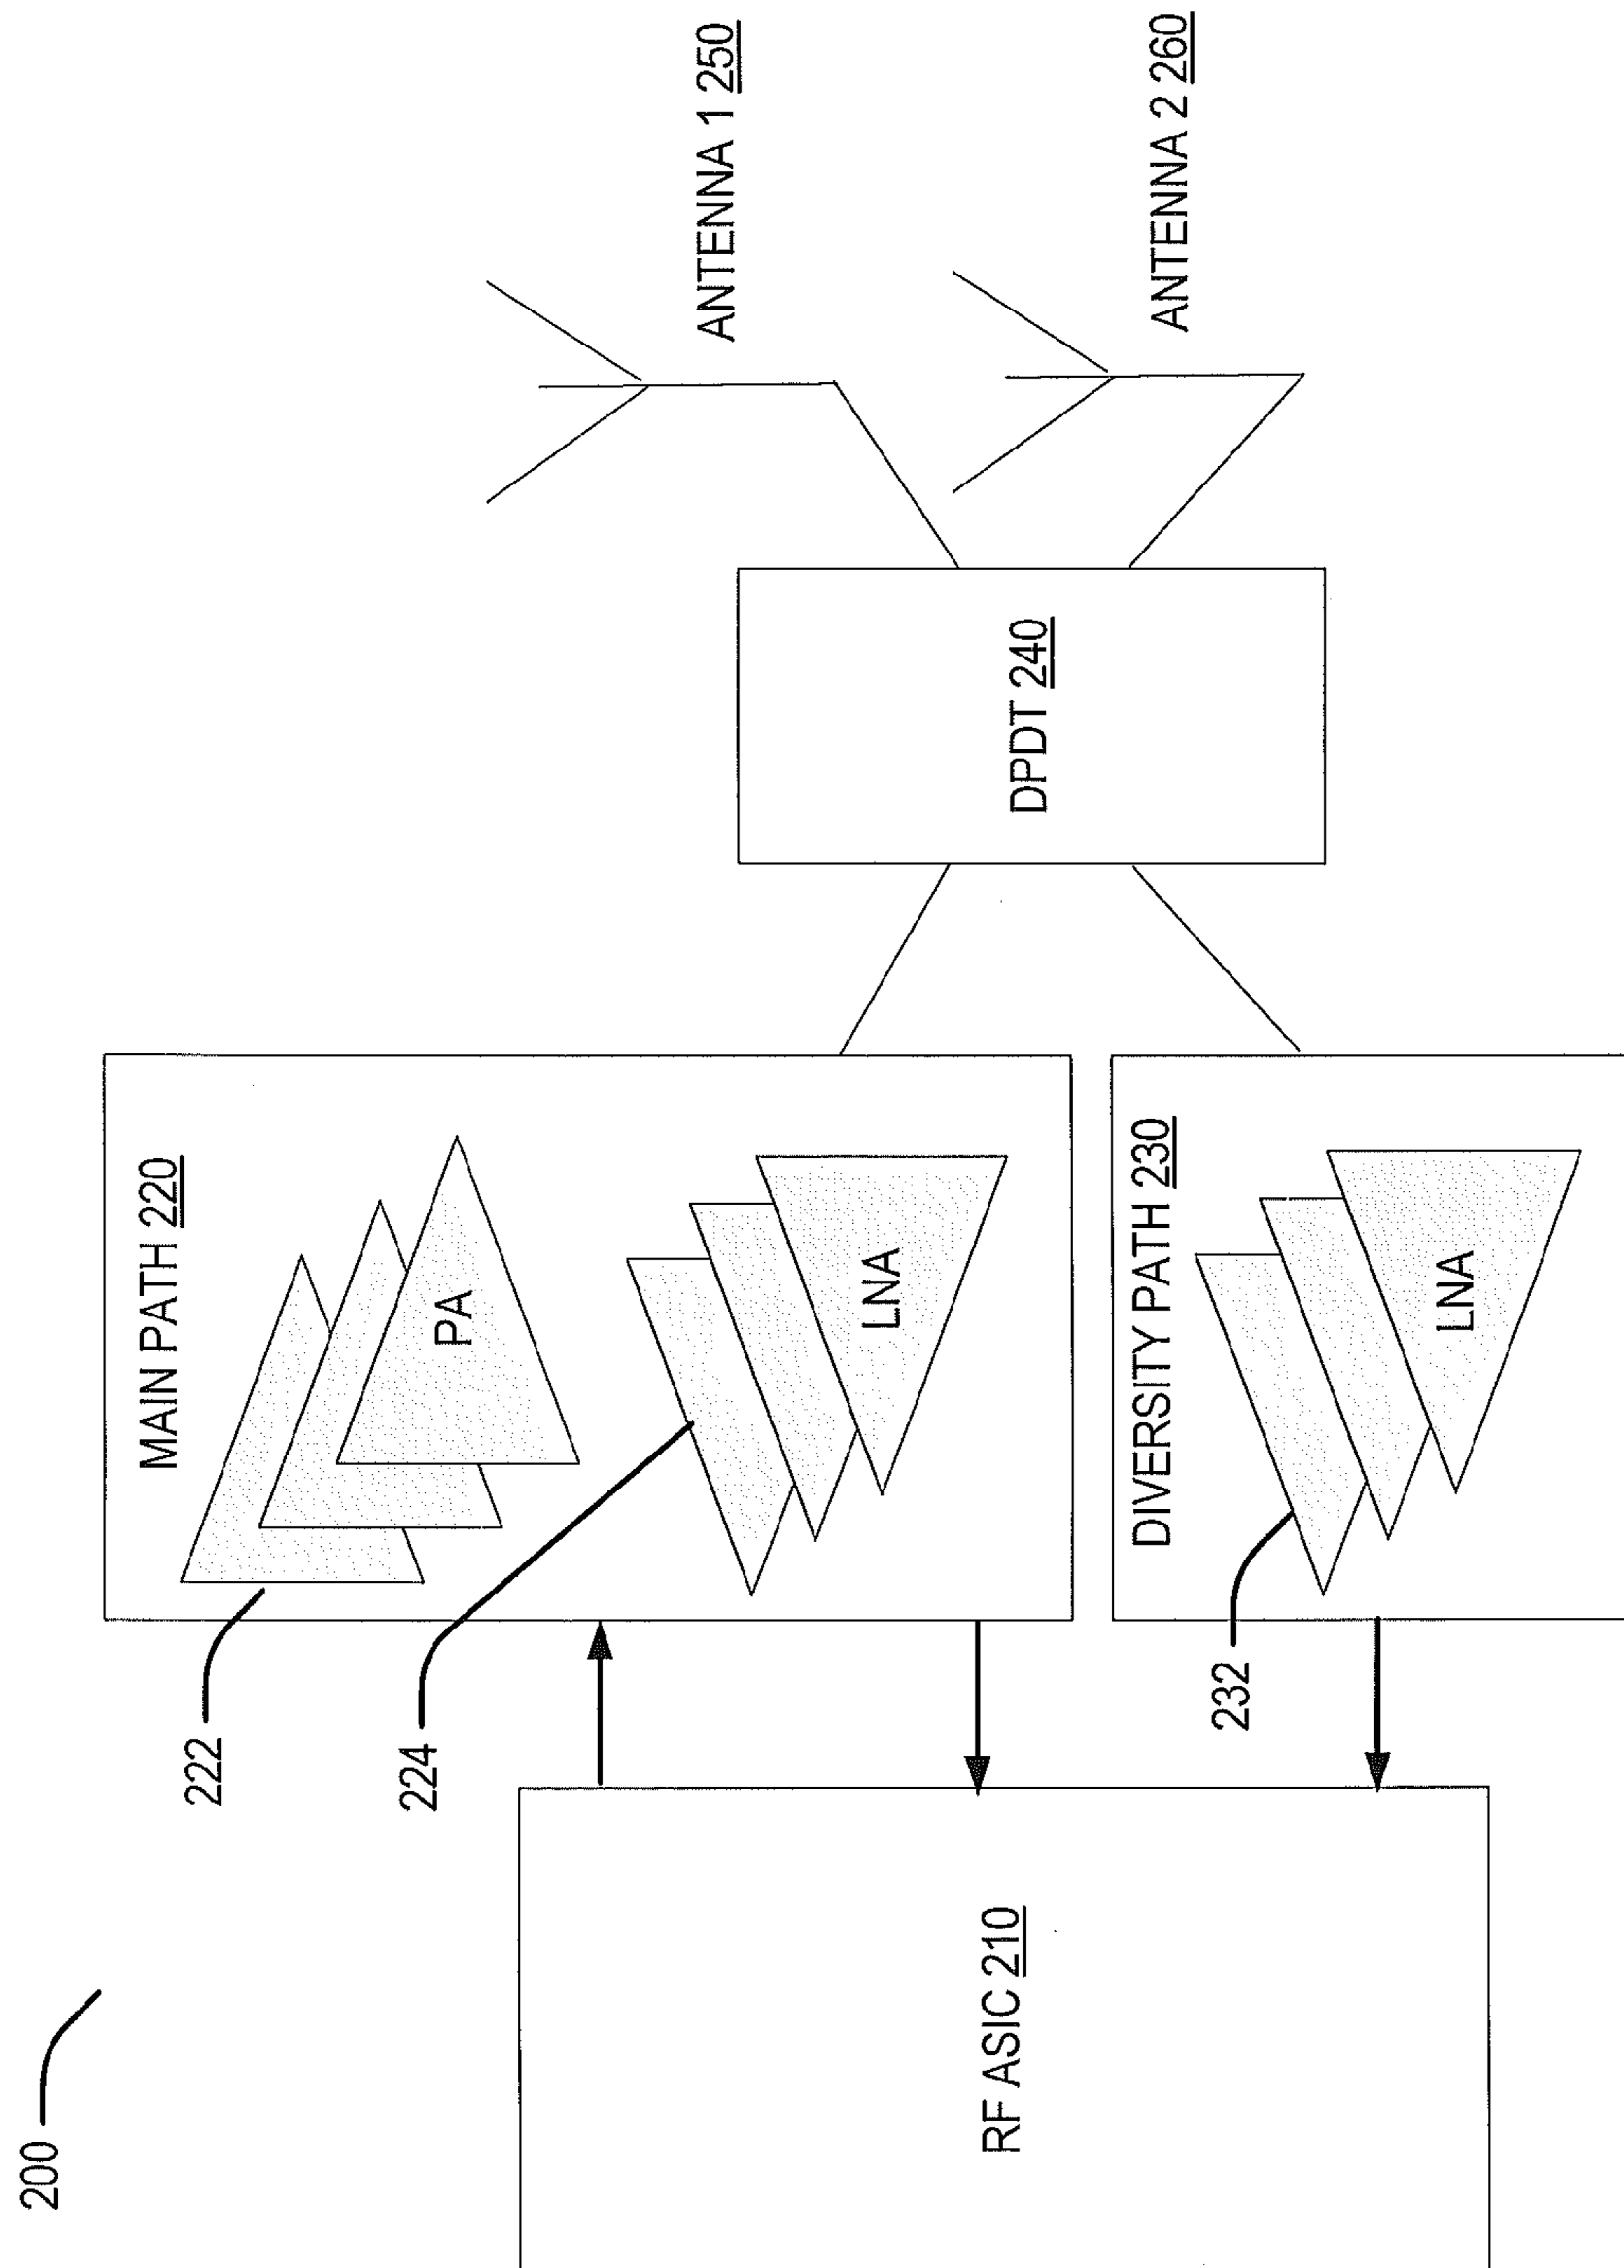 200
RF ASIC 210
222
224
232
MAIN PATH 220
PA
LNA
DIVERSITY PATH 230
LNA
DPDT 240
ANTENNA 1 250
ANTENNA 2 260